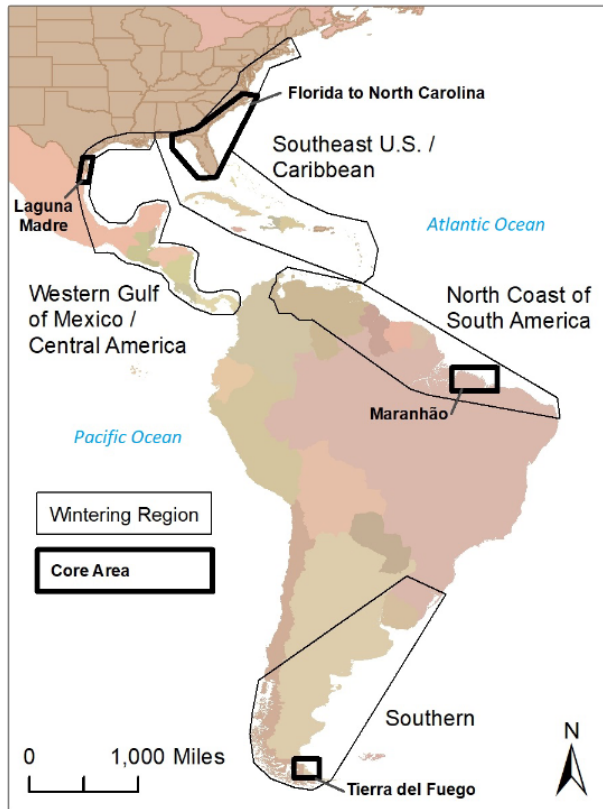 Florida to North Carolina
Southeast U.S. /
Caribbean
Laguna
Madre
Atlantic Ocean
Western Gulf
of Mexico /
Central America
North Coast of
South America
Maranhão
Pacific Ocean
Wintering Region
Core Area
Southern
0 1,000 Miles
N
Tierra del Fuego